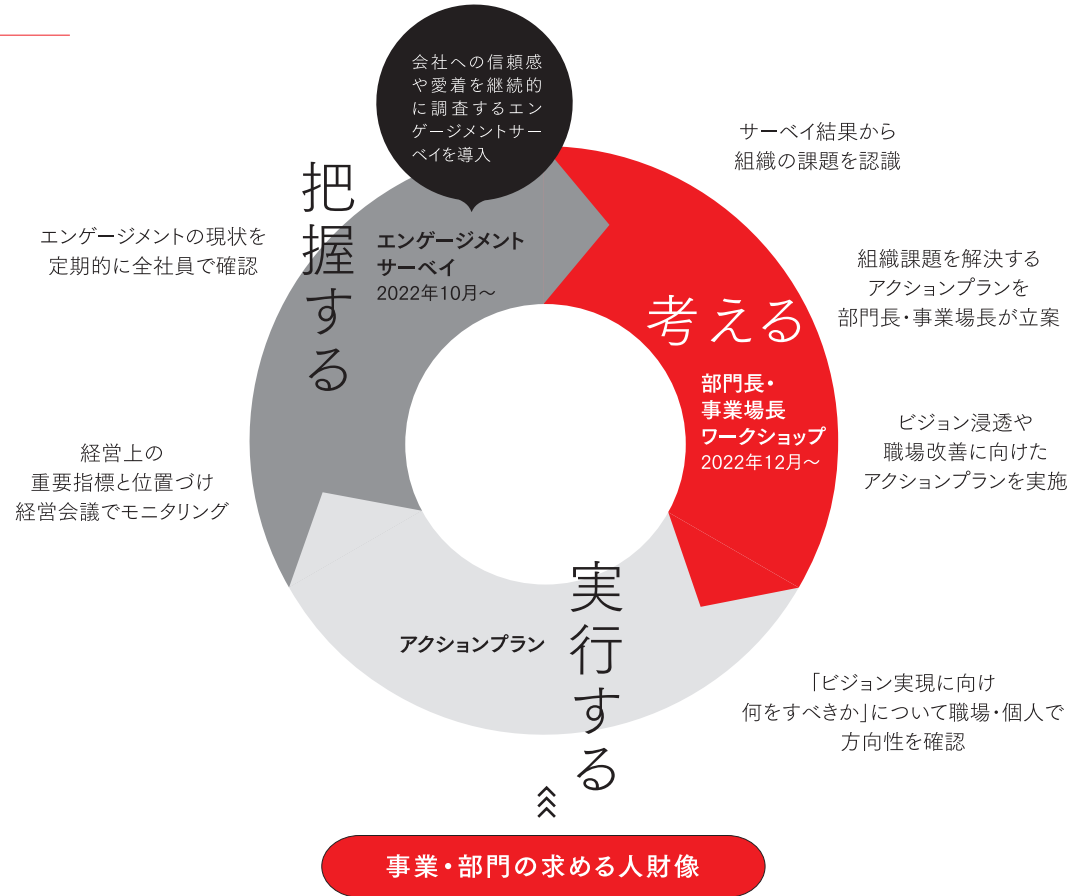 会社への信頼感
や愛着を継続的
に調査するエン
ゲージメントサー
ベイを導入
把握する
エンゲージメント
サーベイ
2022年10月〜
エンゲージメントの現状を
定期的に全社員で確認
経営上の
重要指標と位置づけ
経営会議でモニタリング
サーベイ結果から
組織の課題を認識
考える
部門長・
事業場長
ワークショップ
2022年12月〜
組織課題を解決する
アクションプランを
部門長・事業場長が立案
ビジョン浸透や
職場改善に向けた
アクションプランを実施
実行する
アクションプラン
「ビジョン実現に向け
何をすべきか」について職場・個人で
方向性を確認
事業・部門の求める人財像